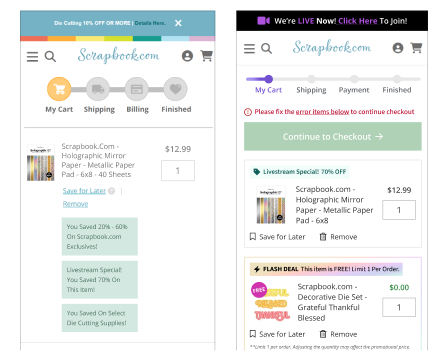 Die Cutting 10% OFF OR MORE | Details Here.
Scrapbook.com
My Cart Shipping Billing Finished
Scrapbook.Com -
Holographic Mirror
Paper - Metallic Paper
Pad - 6x8 - 40 Sheets
$12.99
1
Save for Later
Remove
You Saved 20% - 60%
On Scrapbook.com
Exclusives!
Livestream Special!
You Saved 70% On
This Item!
You Saved On Select
Die Cutting Supplies!
We're LIVE Now! Click Here To Join!
Scrapbook.com
My Cart Shipping Payment Finished
Please fix the error items below to continue checkout
Continue to Checkout →
Livestream Special! 70% OFF
Scrapbook.com -
Holographic Mirror
Paper - Metallic Paper
Pad - 6x8
$12.99
1
Save for Later Remove
FLASH DEAL This item is FREE! Limit 1 Per Order.
FREE
THANKFUL
Scrapbook.com -
Decorative Die Set -
Grateful Thankful
Blessed
$0.00
1
Save for Later Remove
**Limit 1 per order. Adjusting the quantity may affect the promotional price.